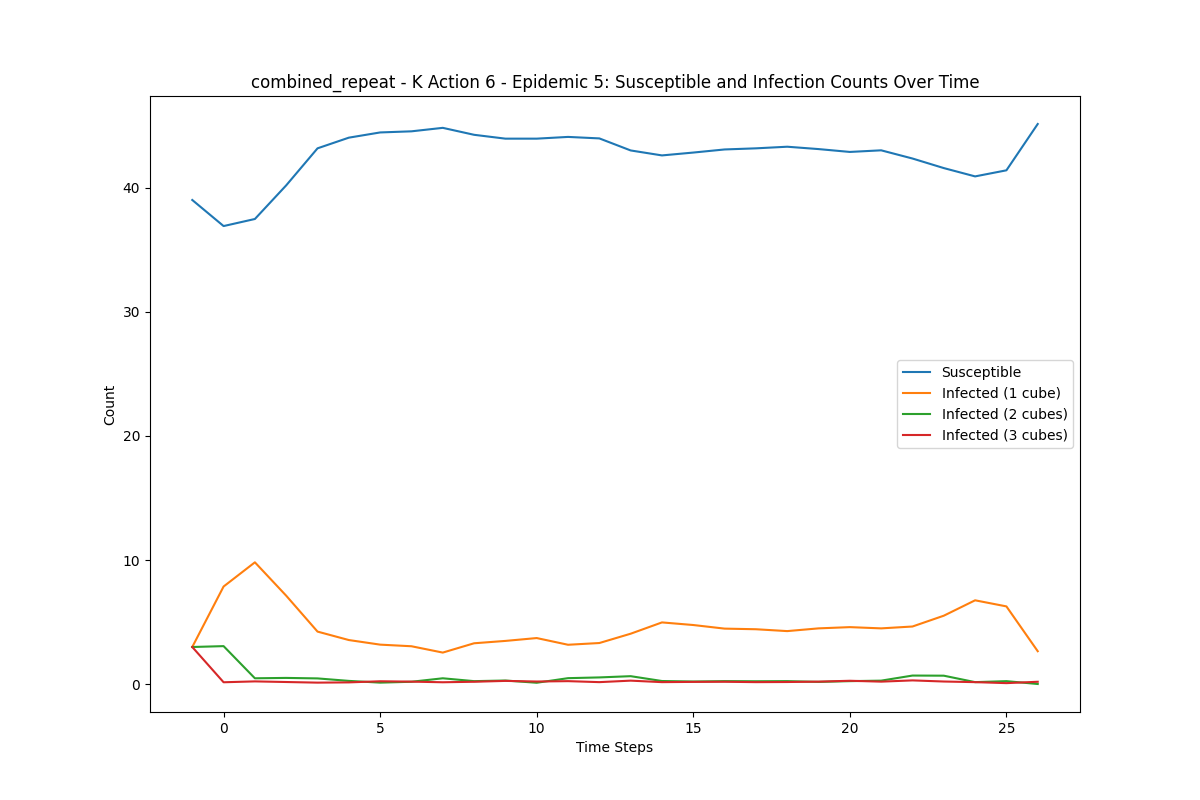 combined_repeat - K Action 6 - Epidemic 5: Susceptible and Infection Counts Over Time
Count
40
30
20
10
0
Susceptible
Infected (1 cube)
Infected (2 cubes)
Infected (3 cubes)
0 5 10 15 20 25
Time Steps